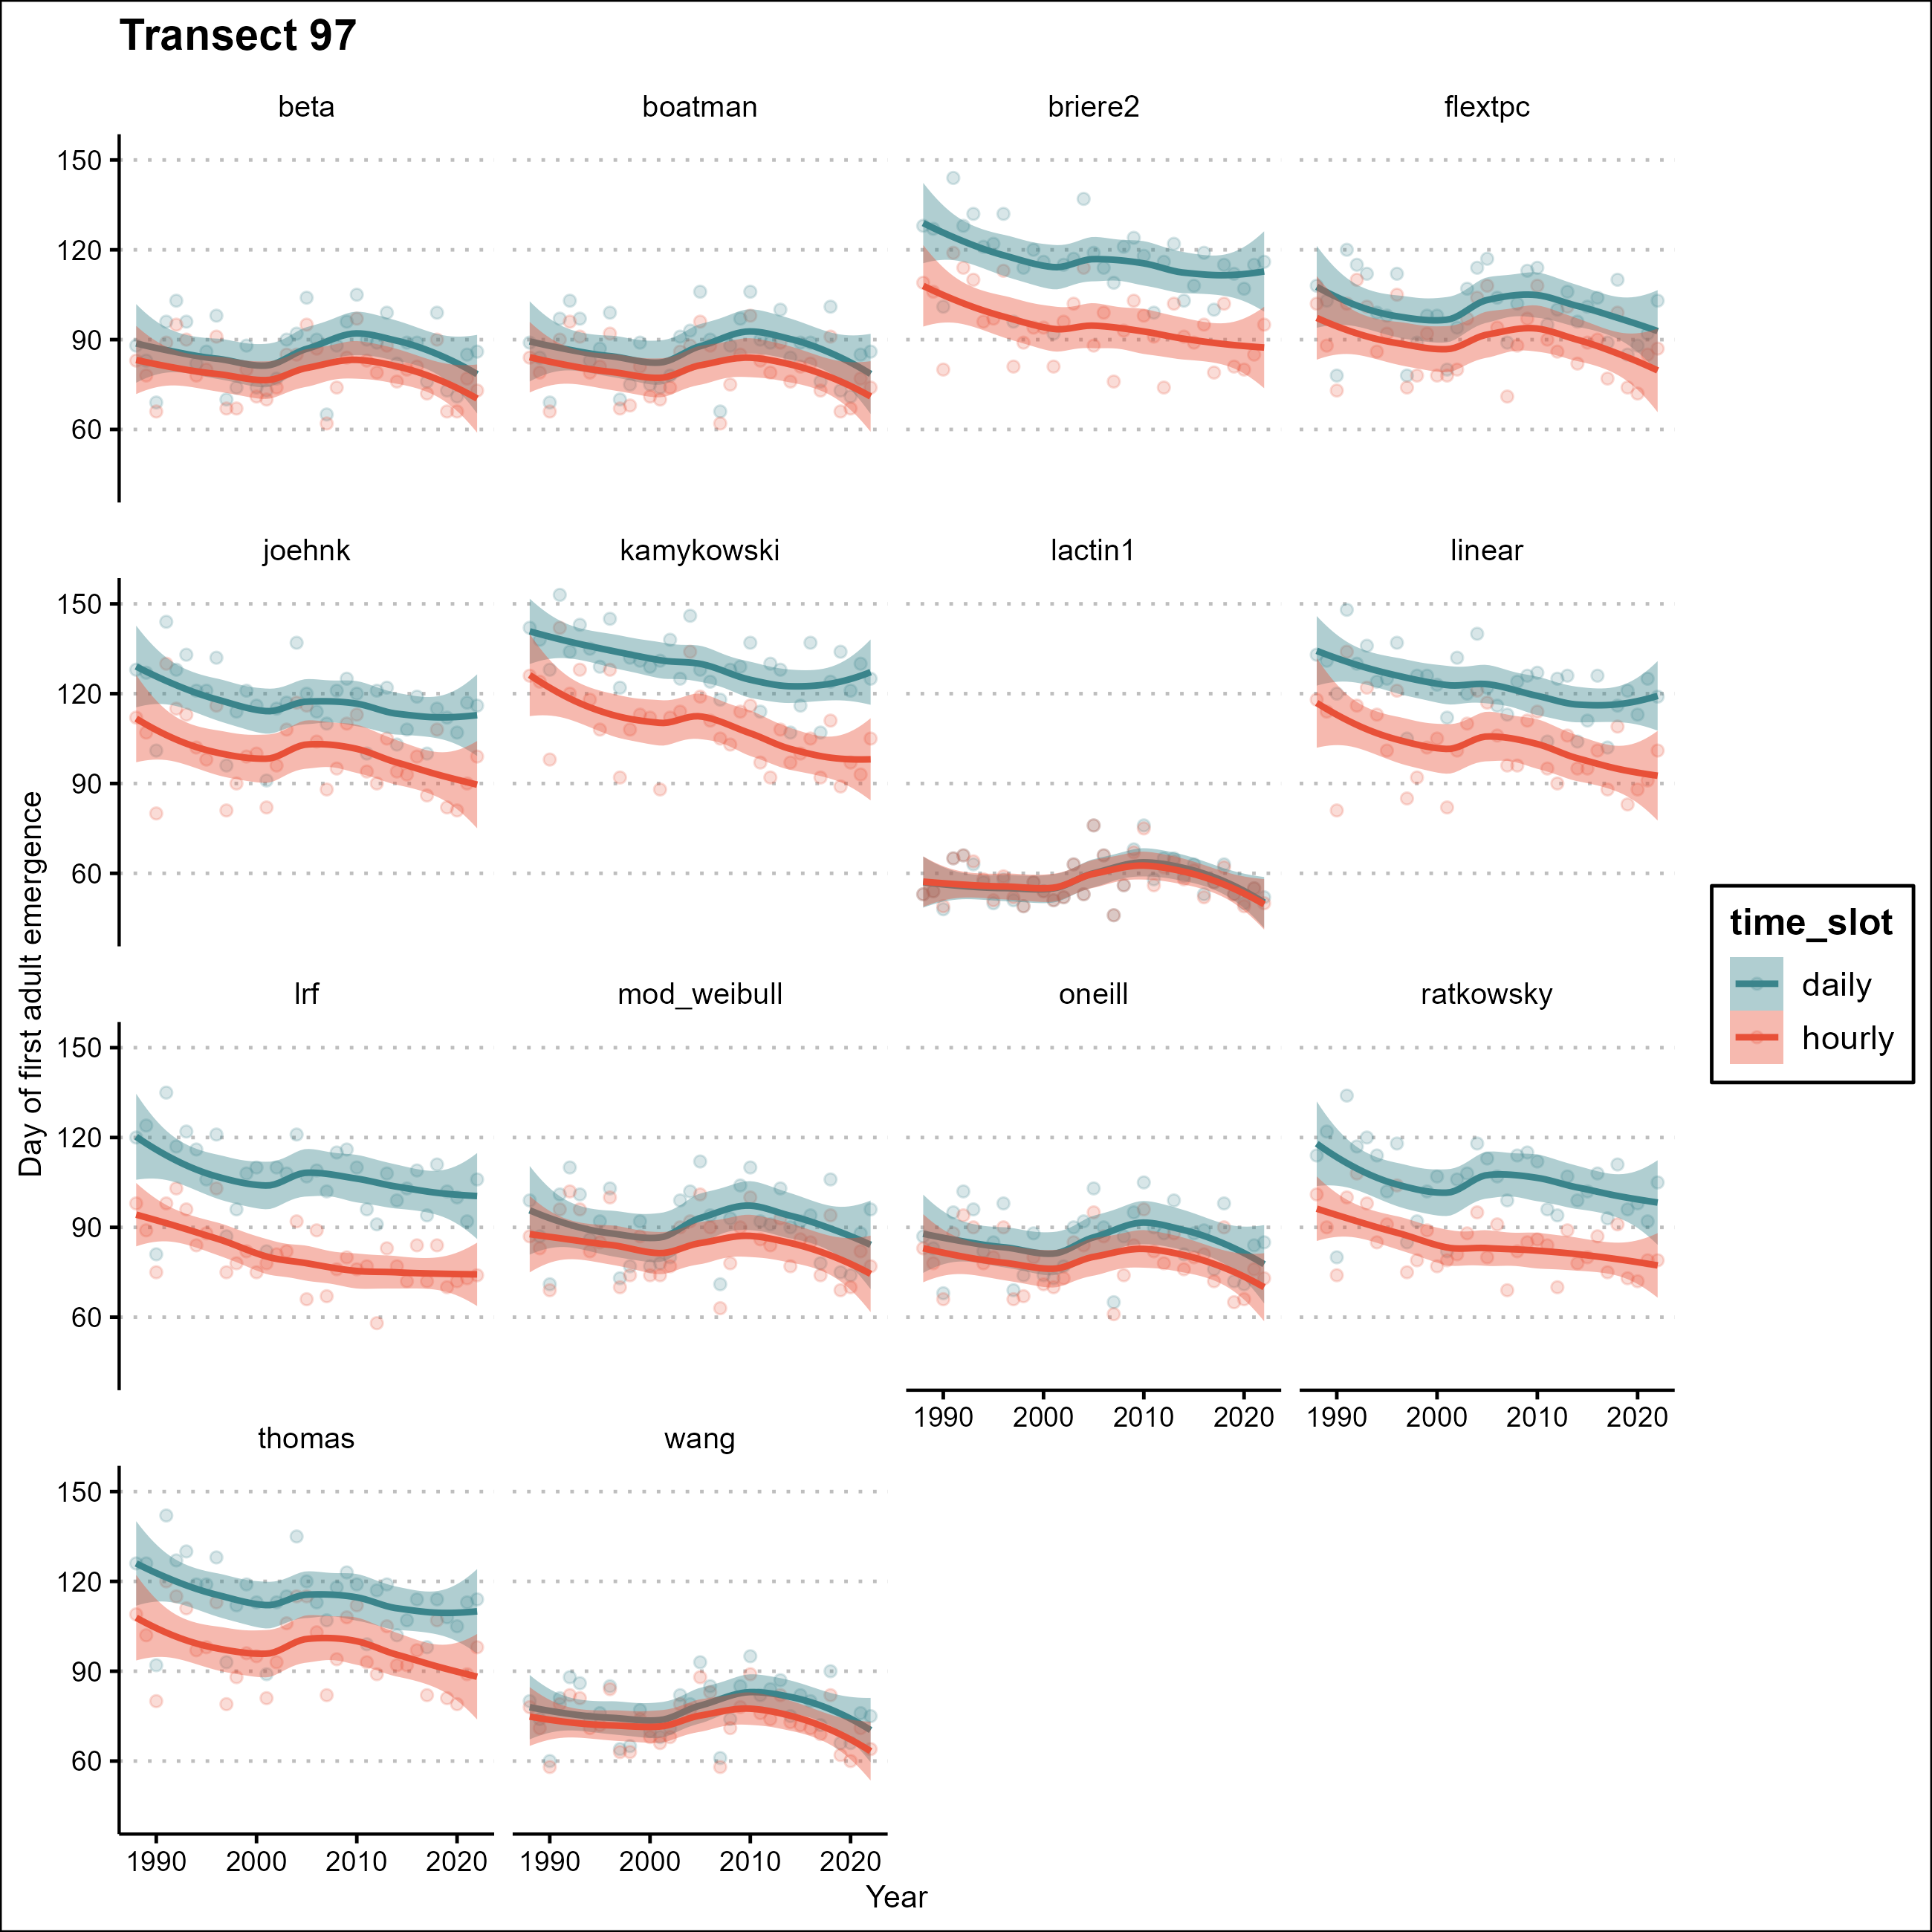 Transect 97
beta boatman briere2 flextpc
150
120
90
60
joehnk kamykowski lactin1 linear
150
120
90
60
Day of first adult emergence
time_slot
daily
hourly
lrf mod_weibull oneill ratkowsky
150
120
90
60
1990 2000 2010 2020 1990 2000 2010 2020
thomas wang
150
120
90
60
1990 2000 2010 2020 1990 2000 2010 2020
Year